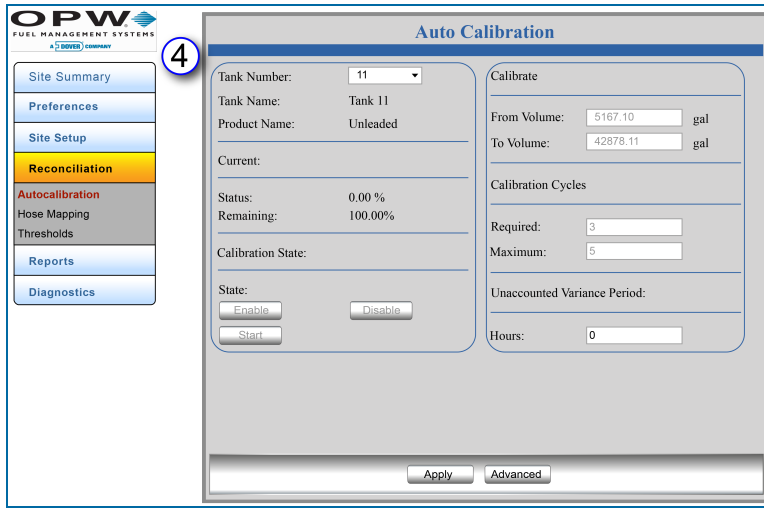 OPW
FUEL MANAGEMENT SYSTEMS
A DOVER COMPANY
4
Site Summary
Preferences
Site Setup
Reconciliation
Autocalibration
Hose Mapping
Thresholds
Reports
Diagnostics
Auto Calibration
Tank Number: 11
Tank Name: Tank 11
Product Name: Unleaded
Current:
Status: 0.00 %
Remaining: 100.00%
Calibration State:
State:
Enable Disable
Start
Calibrate
From Volume: 5167.10 gal
To Volume: 42878.11 gal
Calibration Cycles
Required: 3
Maximum: 5
Unaccounted Variance Period:
Hours: 0
Apply Advanced